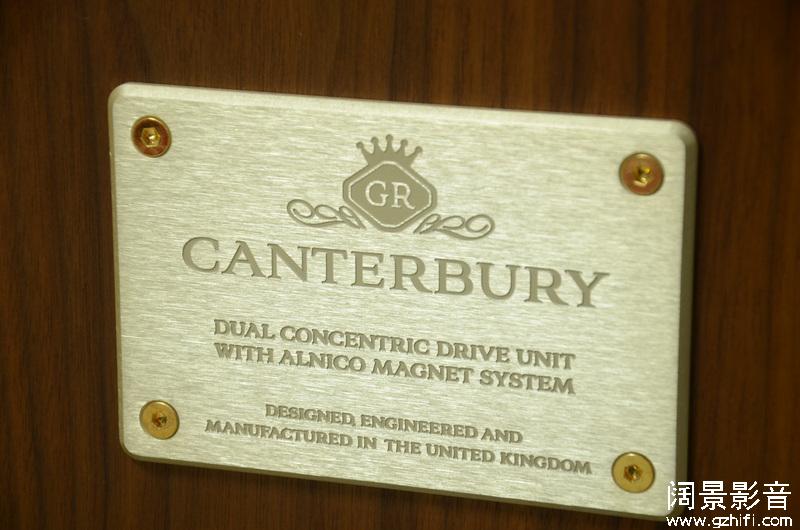 GR
CANTERBURY
DUAL CONCENTRIC DRIVE UNIT
WITH ALNICO MAGNET SYSTEM
DESIGNED, ENGINEERED AND
MANUFACTURED IN THE UNITED KINGDOM
阔景影音
www.gzhifi.com